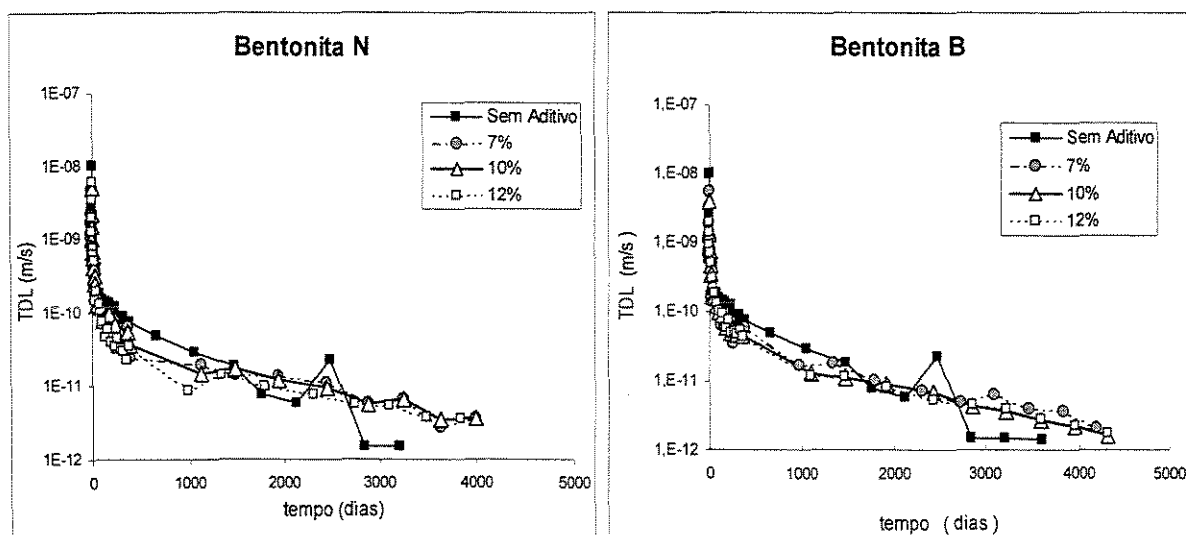 Bentonita N
1E-07
1E-08
1E-09
1E-10
1E-11
1E-12
TDL (m/s)
Sem Aditivo
7%
10%
12%
0
1000
2000
3000
4000
5000
tempo (dias)
Bentonita B
1,E-07
1,E-08
1,E-09
1,E-10
1,E-11
1,E-12
TDL (m/s)
Sem Aditivo
7%
10%
12%
0
1000
2000
3000
4000
5000
tempo ( dias )